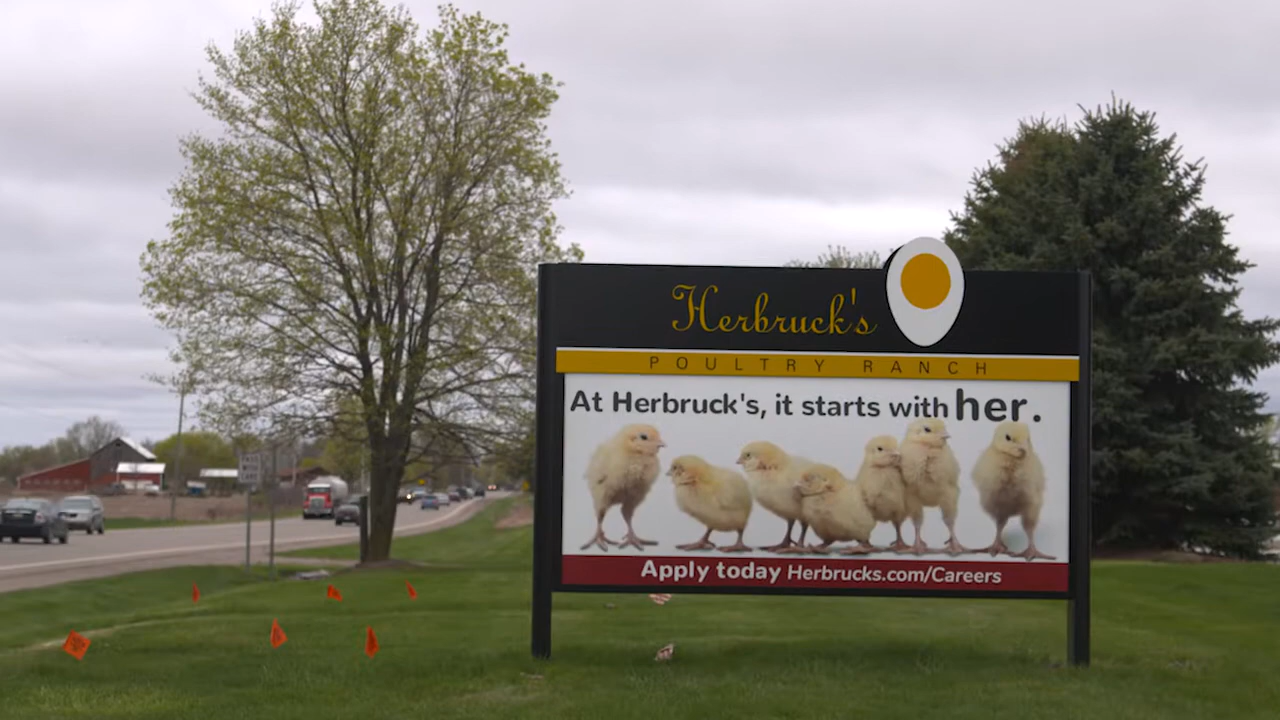 Herbruck's
POULTRY RANCH
At Herbruck's, it starts with her.
Apply today Herbrucks.com/Careers